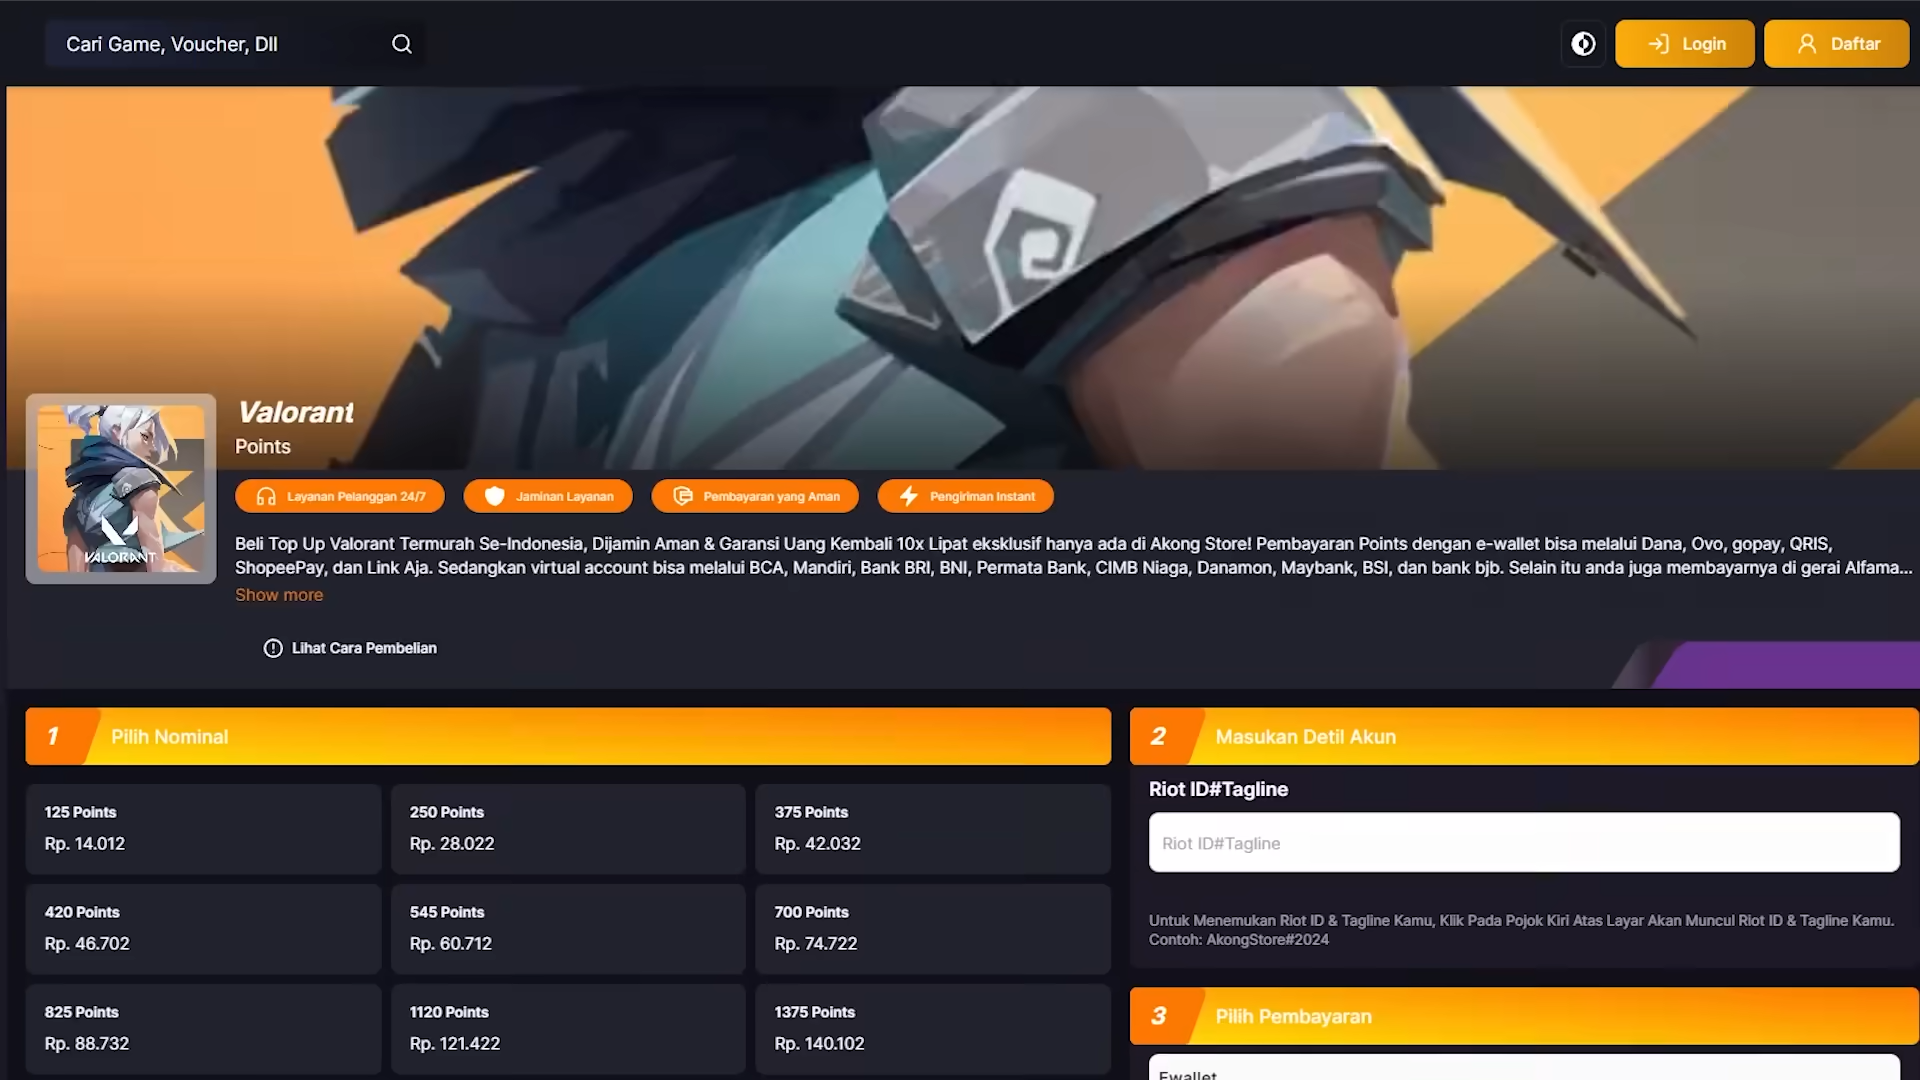 Cari Game, Voucher, Dll
Login
Daftar
Valorant
Points
VALORANT
Layanan Pelanggan 24/7
Jaminan Layanan
Pembayaran yang Aman
Pengiriman Instant
Beli Top Up Valorant Termurah Se-Indonesia, Dijamin Aman & Garansi Uang Kembali 10x Lipat eksklusif hanya ada di Akong Store! Pembayaran Points dengan e-wallet bisa melalui Dana, Ovo, gopay, QRIS,
ShopeePay, dan Link Aja. Sedangkan virtual account bisa melalui BCA, Mandiri, Bank BRI, BNI, Permata Bank, CIMB Niaga, Danamon, Maybank, BSI, dan bank bjb. Selain itu anda juga membayarnya di gerai Alfama...
Show more
Lihat Cara Pembelian
1 Pilih Nominal
125 Points
Rp. 14.012
250 Points
Rp. 28.022
375 Points
Rp. 42.032
420 Points
Rp. 46.702
545 Points
Rp. 60.712
700 Points
Rp. 74.722
825 Points
Rp. 88.732
1120 Points
Rp. 121.422
1375 Points
Rp. 140.102
2 Masukan Detil Akun
Riot ID#Tagline
Riot ID#Tagline
Untuk Menemukan Riot ID & Tagline Kamu, Klik Pada Pojok Kiri Atas Layar Akan Muncul Riot ID & Tagline Kamu.
Contoh: AkongStore#2024
3 Pilih Pembayaran
Ewallet